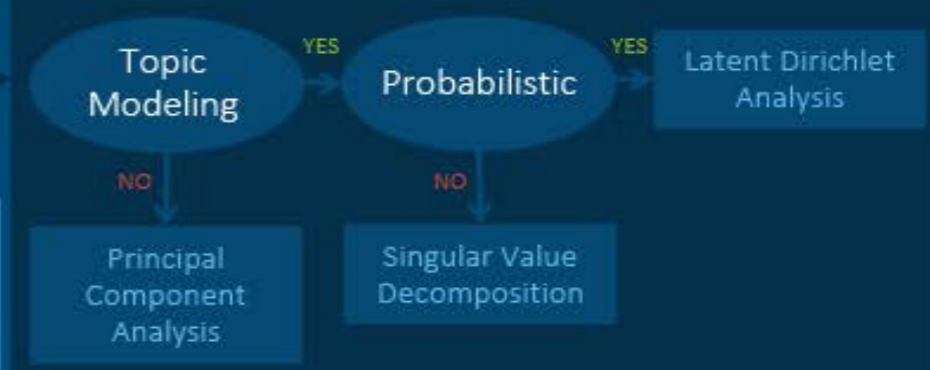 Topic
Modeling
YES
Probabilistic
YES
Latent Dirichlet
Analysis
NO
NO
Principal
Component
Analysis
Singular Value
Decomposition